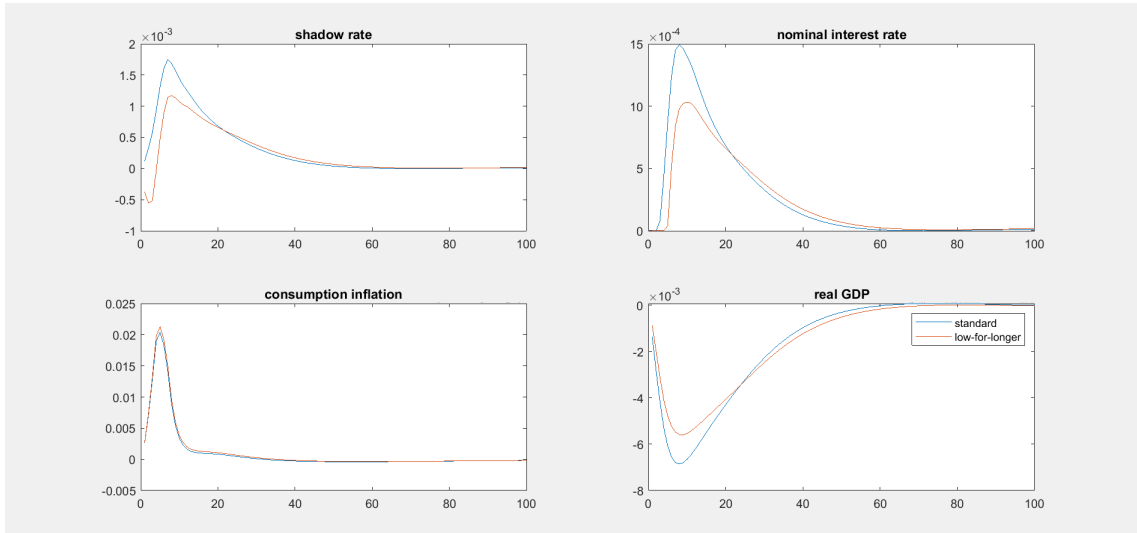 shadow rate
×10-3
2
1.5
1
0.5
0
-0.5
-1
0 20 40 60 80 100
nominal interest rate
×10-4
15
10
5
0
0 20 40 60 80 100
consumption inflation
0.025
0.02
0.015
0.01
0.005
0
-0.005
0 20 40 60 80 100
real GDP
×10-3
0
-2
-4
-6
-8
0 20 40 60 80 100
standard
low-for-longer